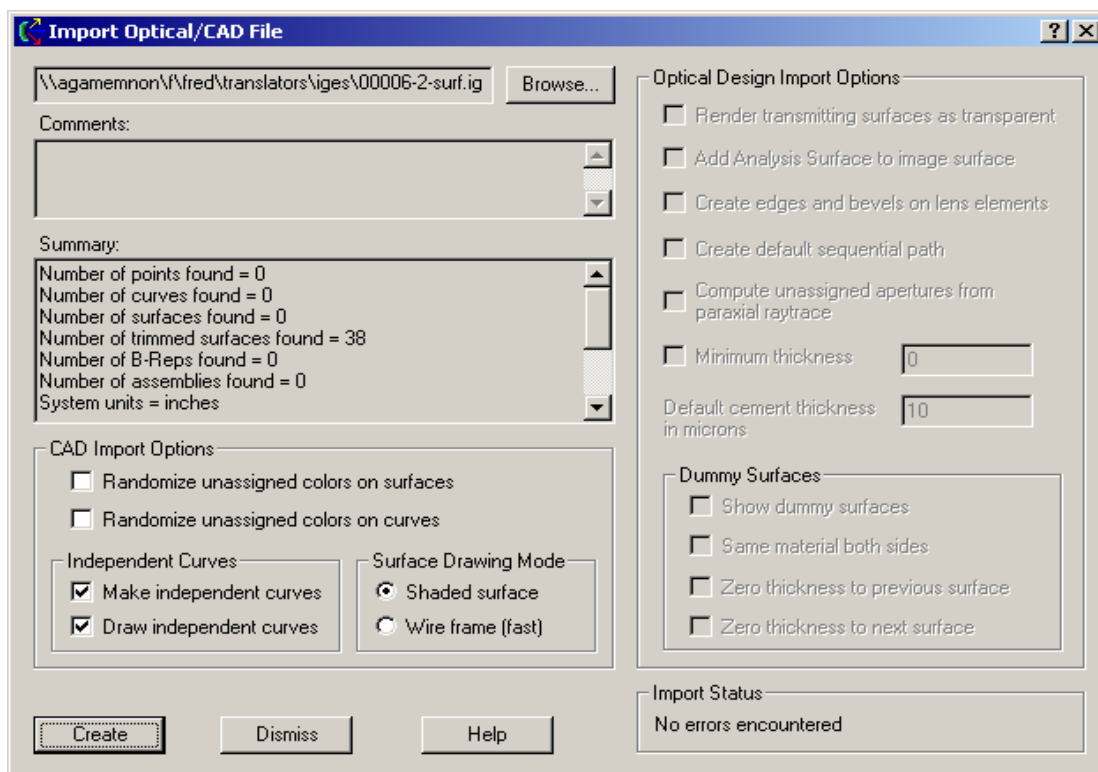 Import Optical/CAD File
\\agamemnon\f\fred\translators\iges\00006-2-surf.ig
Browse...
Comments:
Summary:
Number of points found = 0
Number of curves found = 0
Number of surfaces found = 0
Number of trimmed surfaces found = 38
Number of B-Reps found = 0
Number of assemblies found = 0
System units = inches
CAD Import Options
Randomize unassigned colors on surfaces
Randomize unassigned colors on curves
Independent Curves
Make independent curves
Draw independent curves
Surface Drawing Mode
Shaded surface
Wire frame (fast)
Create
Dismiss
Help
Optical Design Import Options
Render transmitting surfaces as transparent
Add Analysis Surface to image surface
Create edges and bevels on lens elements
Create default sequential path
Compute unassigned apertures from
paraxial raytrace
Minimum thickness
0
Default cement thickness
in microns
10
Dummy Surfaces
Show dummy surfaces
Same material both sides
Zero thickness to previous surface
Zero thickness to next surface
Import Status
No errors encountered